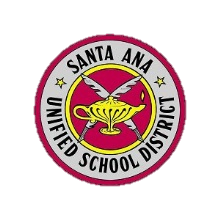 SANTA ANA
UNIFIED SCHOOL DISTRICT